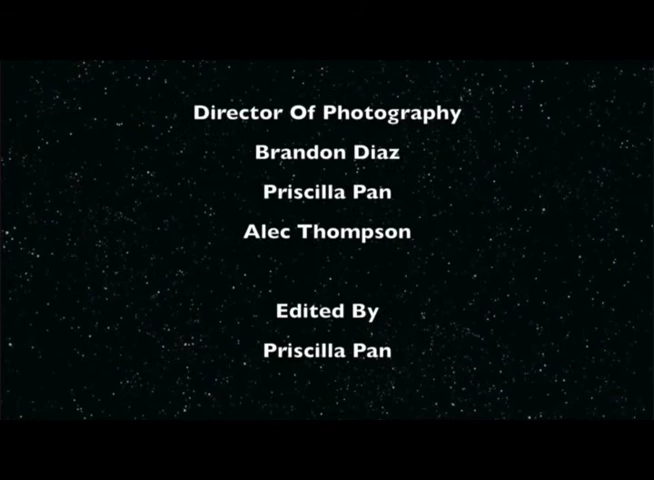 Director Of Photography
Brandon Diaz
Priscilla Pan
Alec Thompson
Edited By
Priscilla Pan